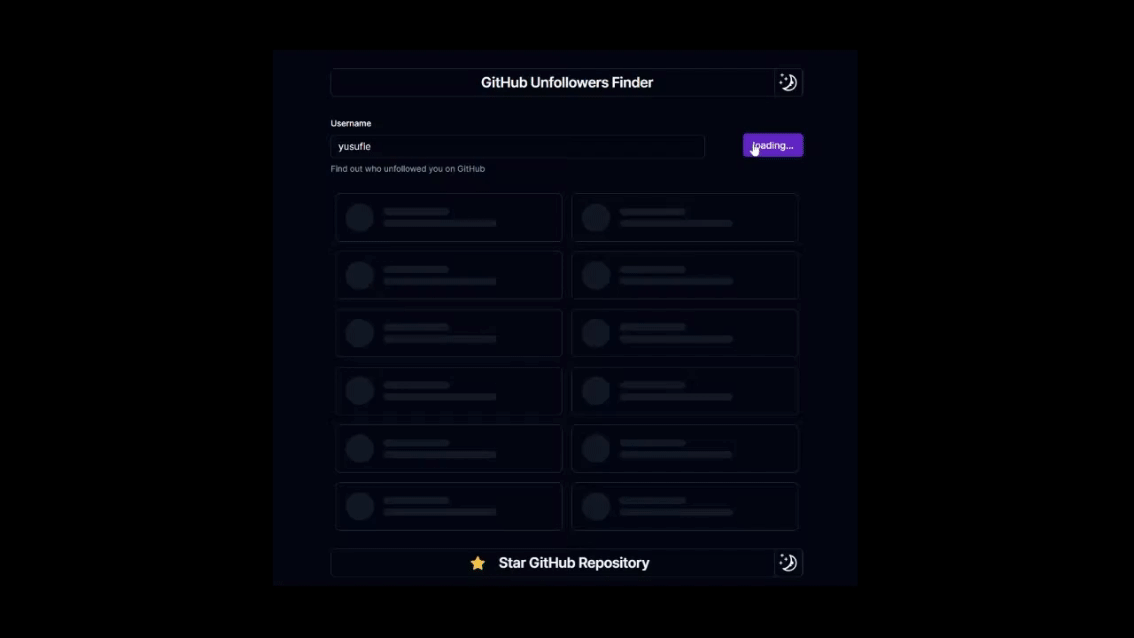 GitHub Unfollowers Finder
Username
yusufie
loading...
Find out who unfollowed you on GitHub
Star GitHub Repository